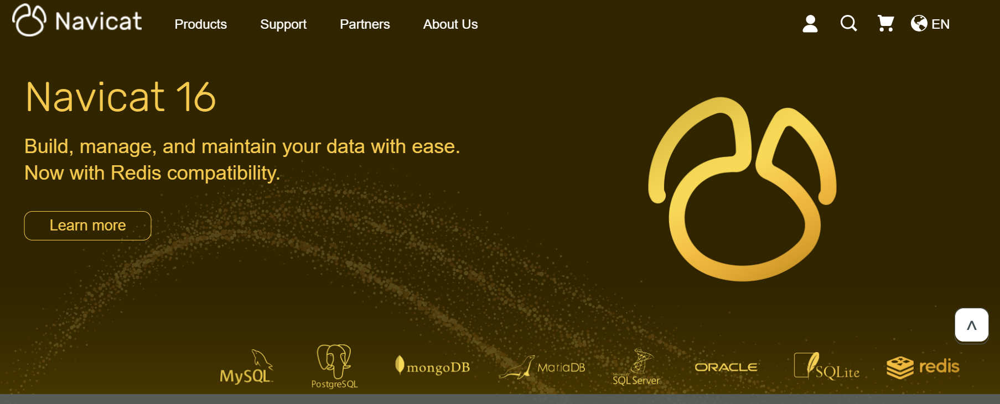 Navicat
Products
Support
Partners
About Us
EN
Navicat 16
Build, manage, and maintain your data with ease.
Now with Redis compatibility.
Learn more
MySQL
PostgreSQL
mongoDB
MariaDB
Microsoft
SQL Server
ORACLE
SQLite
redis